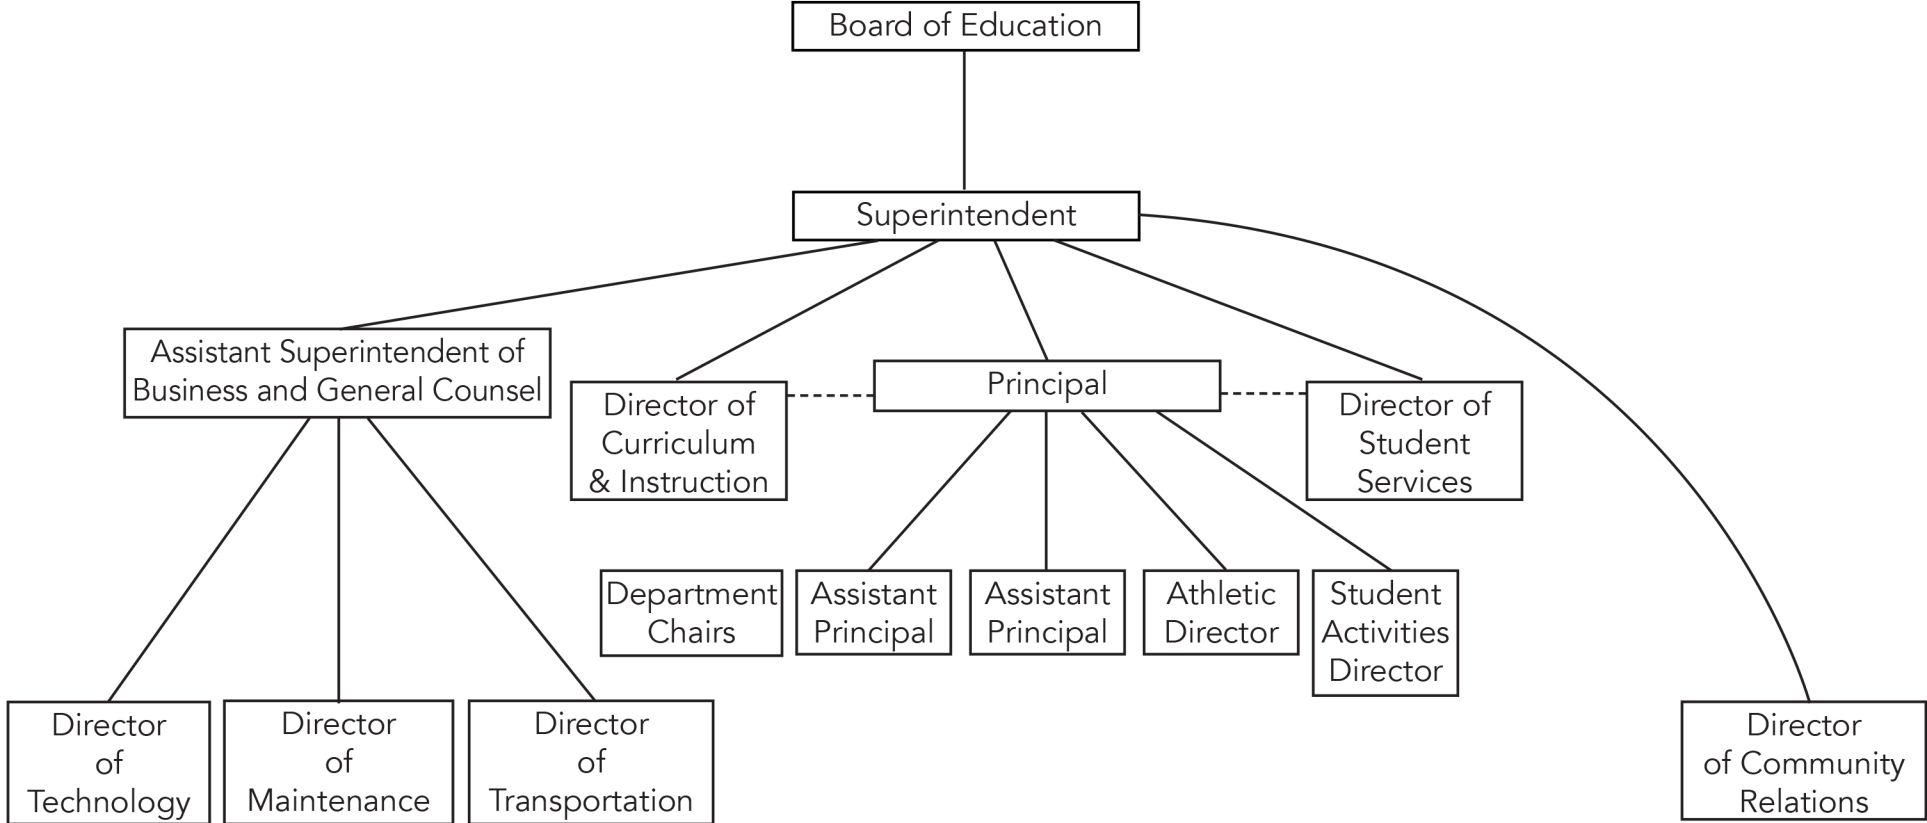 Board of Education
Superintendent
Assistant Superintendent of
Business and General Counsel
Director of
Curriculum
& Instruction
Principal
Director of
Student
Services
Department
Chairs
Assistant
Principal
Assistant
Principal
Athletic
Director
Student
Activities
Director
Director
of
Technology
Director
of
Maintenance
Director
of
Transportation
Director
of Community
Relations